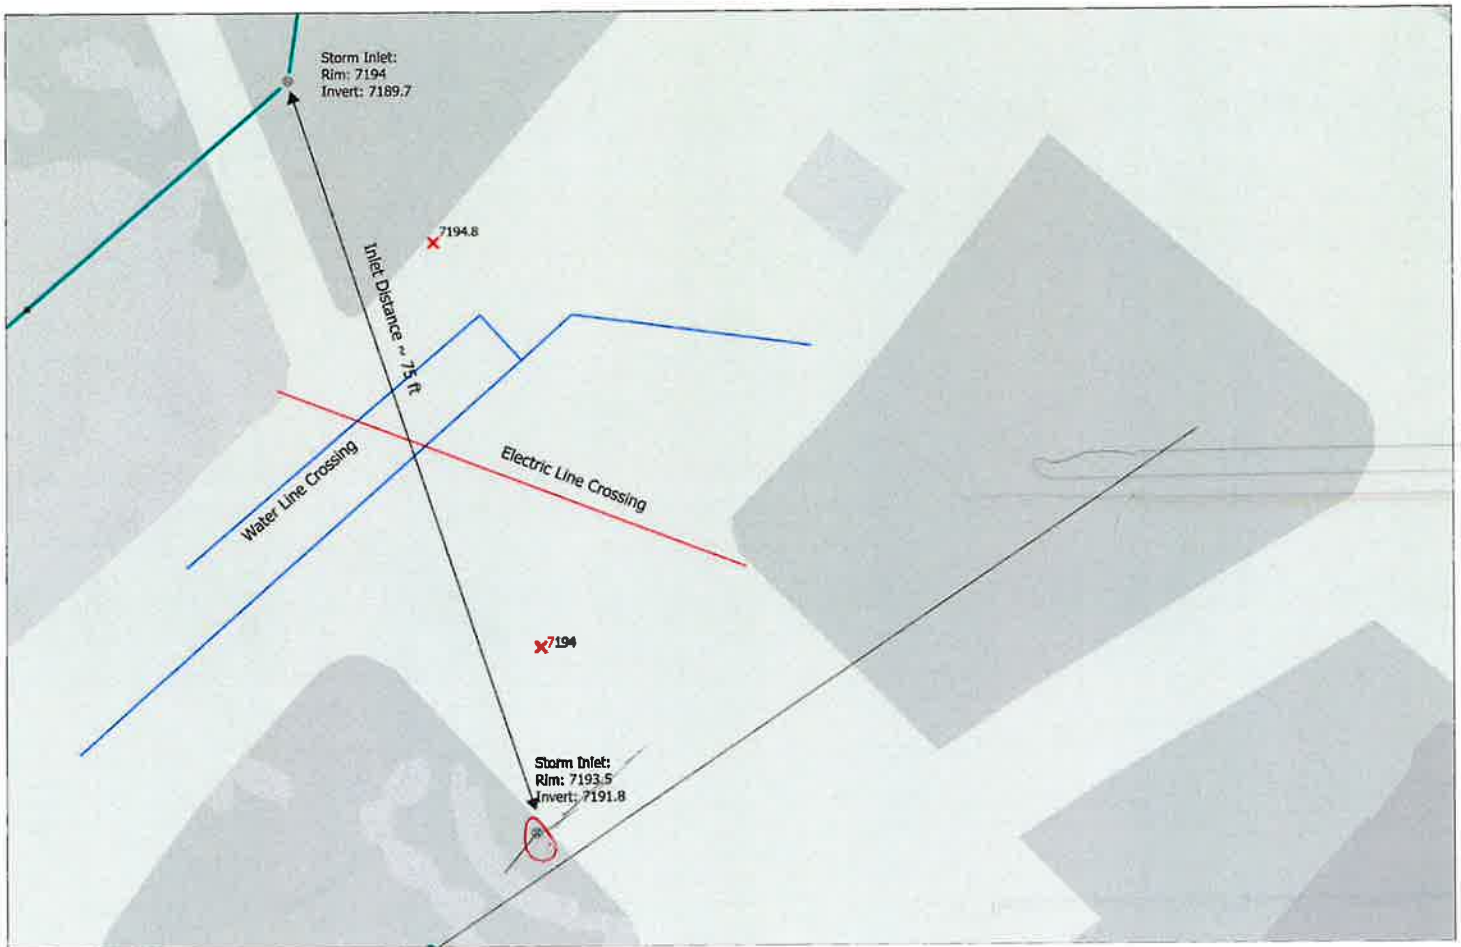 Storm Inlet:
Rim: 7194
Invert: 7189.7
7194.8
Inlet Distance ~ 75 ft
Water Line Crossing
Electric Line Crossing
7194
Storm Inlet:
Rim: 7193.5
Invert: 7191.8